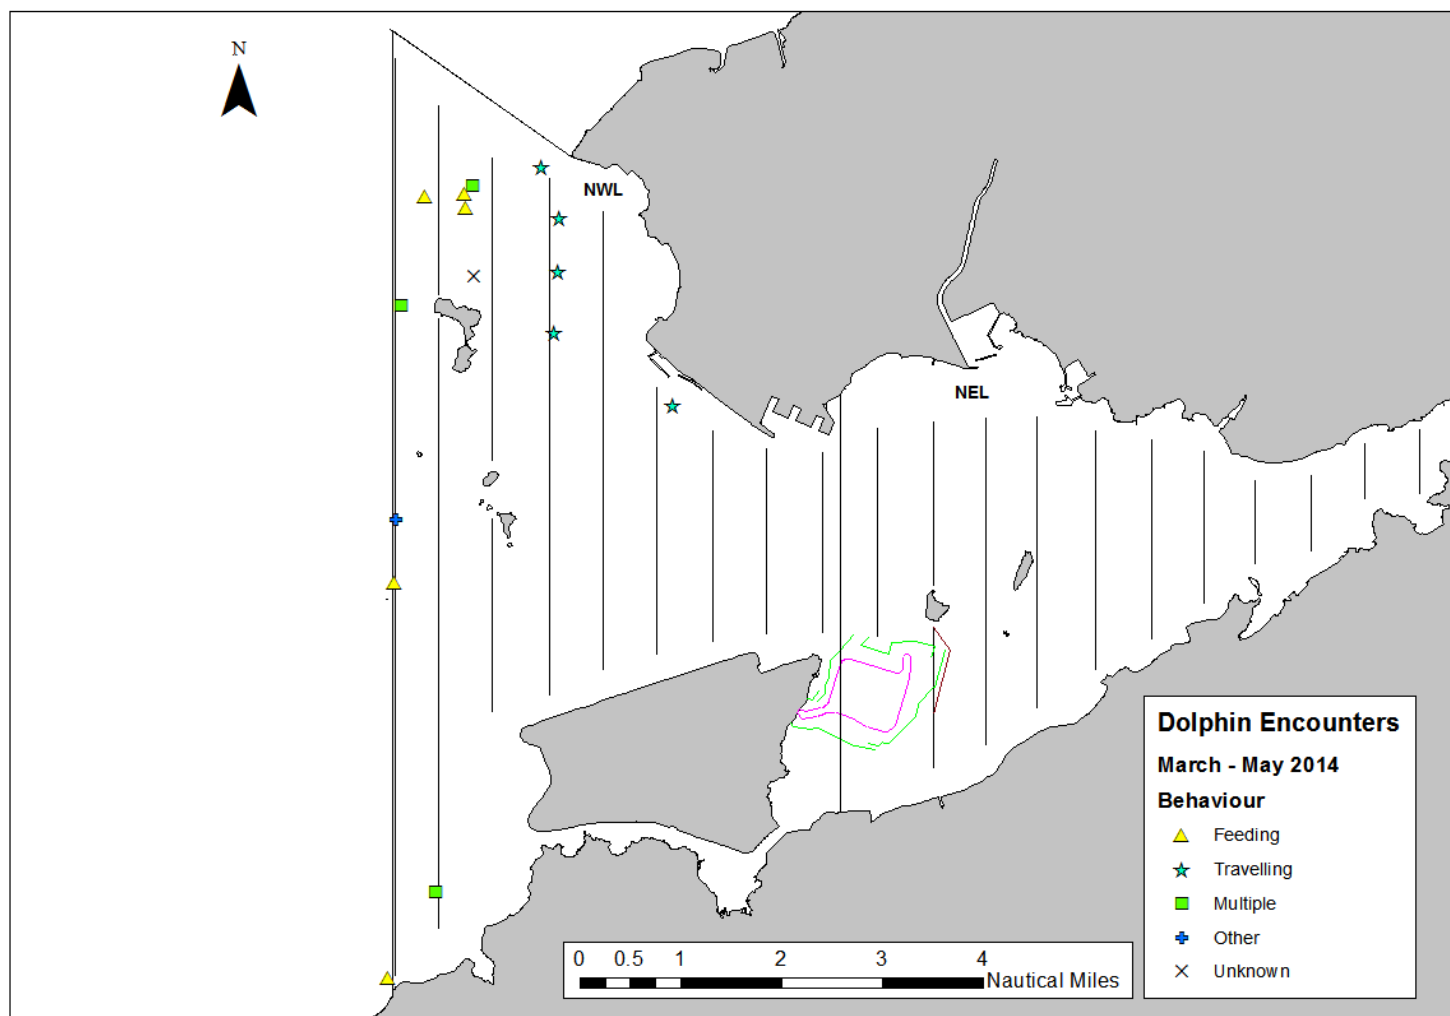 N
NWL
NEL
Dolphin Encounters
March - May 2014
Behaviour
Feeding
Travelling
Multiple
Other
Unknown
0 0.5 1 2 3 4
Nautical Miles